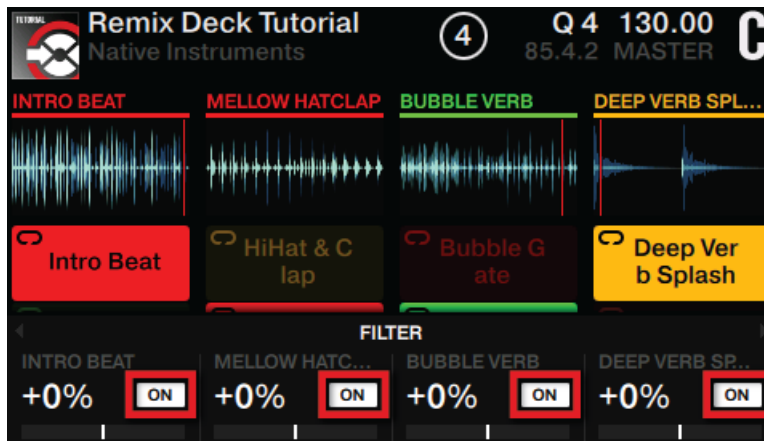 Remix Deck Tutorial
Native Instruments
4
Q 4 130.00
85.4.2 MASTER
C
INTRO BEAT MELLOW HATCLAP BUBBLE VERB DEEP VERB SPL...
Intro Beat
HiHat & C
lap
Bubble G
ate
Deep Ver
b Splash
FILTER
INTRO BEAT MELLOW HATC... BUBBLE VERB DEEP VERB SP...
+0% ON +0% ON +0% ON +0% ON